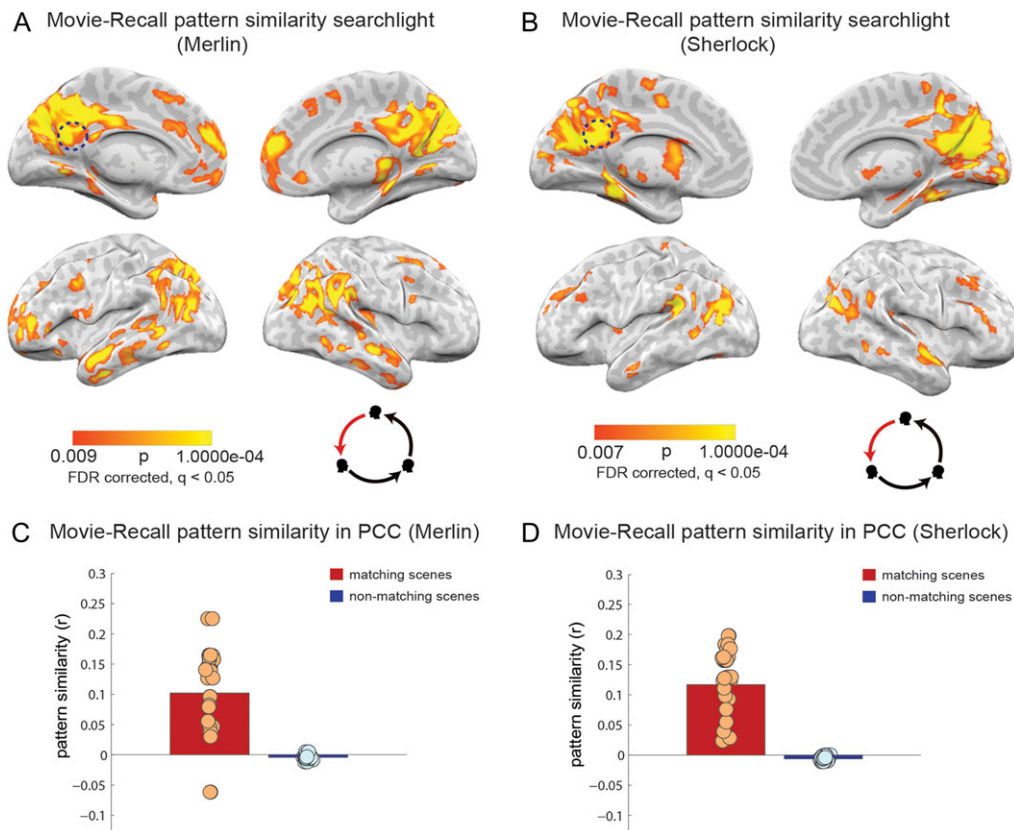 A Movie-Recall pattern similarity searchlight
(Merlin)
B Movie-Recall pattern similarity searchlight
(Sherlock)
0.009 p 1.0000e-04
FDR corrected, q < 0.05
0.007 p 1.0000e-04
FDR corrected, q < 0.05
C Movie-Recall pattern similarity in PCC (Merlin)
pattern similarity (r)
0.3
0.25
0.2
0.15
0.1
0.05
0
−0.05
−0.1
matching scenes
non-matching scenes
D Movie-Recall pattern similarity in PCC (Sherlock)
pattern similarity (r)
0.3
0.25
0.2
0.15
0.1
0.05
0
−0.05
−0.1
matching scenes
non-matching scenes